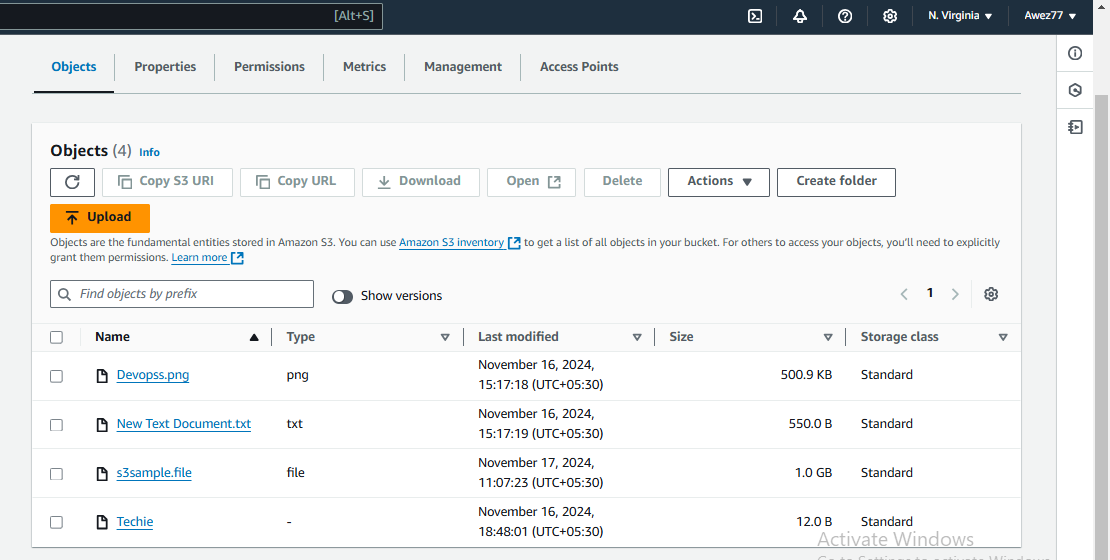 [Alt+S]
N. Virginia
Awez77
Objects
Properties
Permissions
Metrics
Management
Access Points
Objects (4) Info
Copy S3 URI
Copy URL
Download
Open
Delete
Actions
Create folder
Upload
Objects are the fundamental entities stored in Amazon S3. You can use Amazon S3 inventory to get a list of all objects in your bucket. For others to access your objects, you'll need to explicitly
grant them permissions. Learn more
Find objects by prefix
Show versions
1
Name
Type
Last modified
Size
Storage class
Devopss.png
png
November 16, 2024,
15:17:18 (UTC+05:30)
500.9 KB
Standard
New Text Document.txt
txt
November 16, 2024,
15:17:19 (UTC+05:30)
550.0 B
Standard
s3sample.file
file
November 17, 2024,
11:07:23 (UTC+05:30)
1.0 GB
Standard
Techie
-
November 16, 2024,
18:48:01 (UTC+05:30)
12.0 B
Standard
Activate Windows
Go to Settings to activate Windows